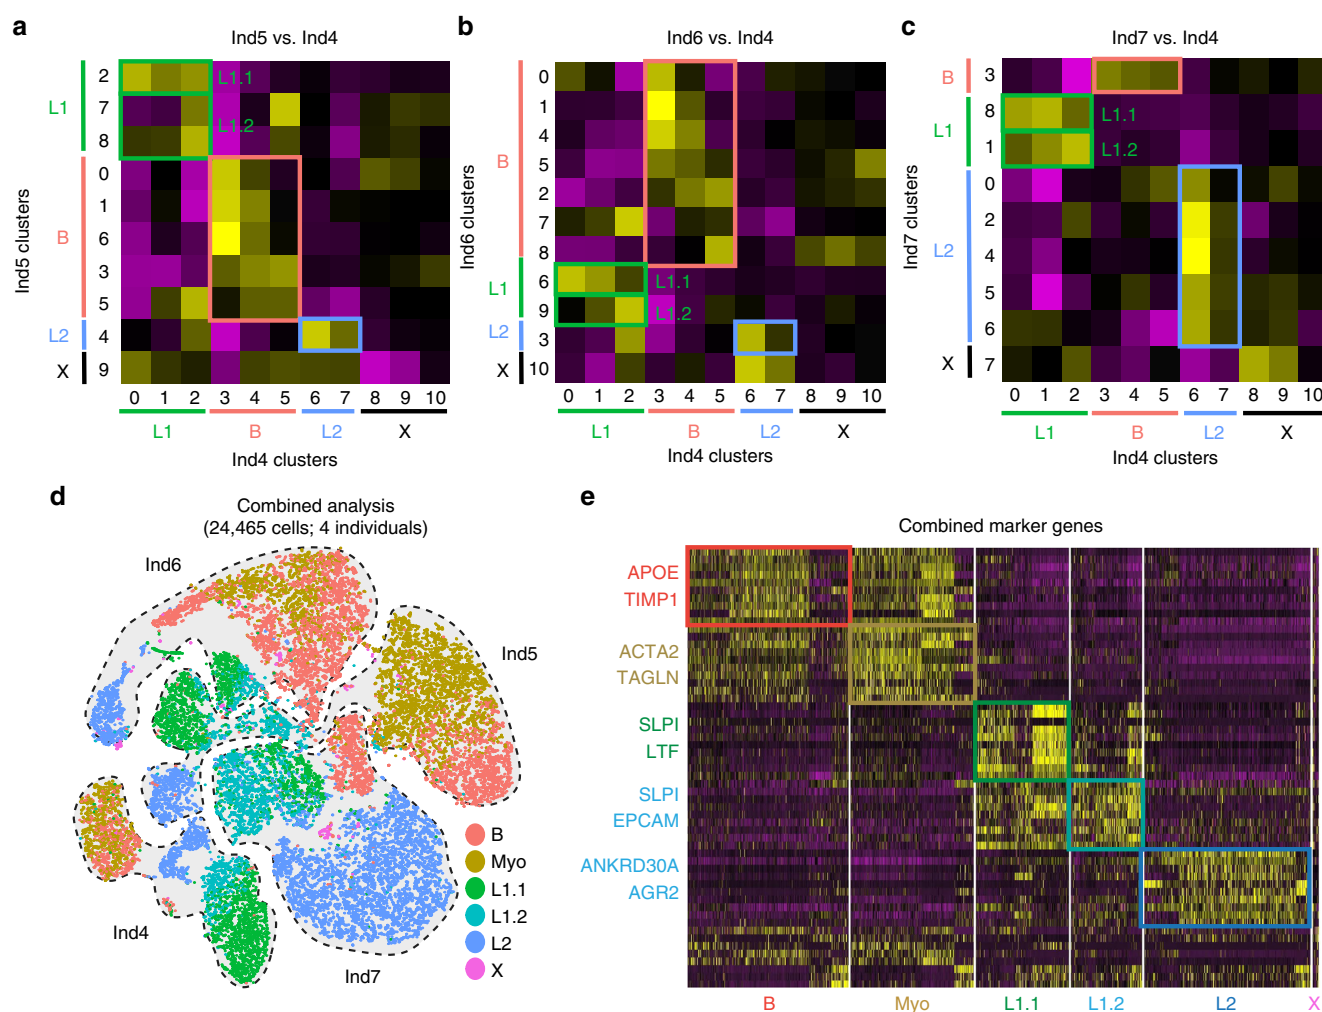 a
Ind5 vs. Ind4
L1
B
L2
X
2
7
8
0
1
6
3
5
4
9
L1.1
L1.2
Ind5 clusters
0 1 2 3 4 5 6 7 8 9 10
L1 B L2 X
Ind4 clusters
b
Ind6 vs. Ind4
B
L1
L2
X
0
1
4
5
2
7
8
6
9
3
10
L1.1
L1.2
Ind6 clusters
0 1 2 3 4 5 6 7 8 9 10
L1 B L2 X
Ind4 clusters
c
Ind7 vs. Ind4
B
L1
L2
X
3
8
1
0
2
4
5
6
7
L1.1
L1.2
Ind7 clusters
0 1 2 3 4 5 6 7 8 9 10
L1 B L2 X
Ind4 clusters
d
Combined analysis
(24,465 cells; 4 individuals)
Ind6
Ind5
Ind4
Ind7
B
Myo
L1.1
L1.2
L2
X
e
Combined marker genes
APOE
TIMP1
ACTA2
TAGLN
SLPI
LTF
SLPI
EPCAM
ANKRD30A
AGR2
B Myo L1.1 L1.2 L2 X